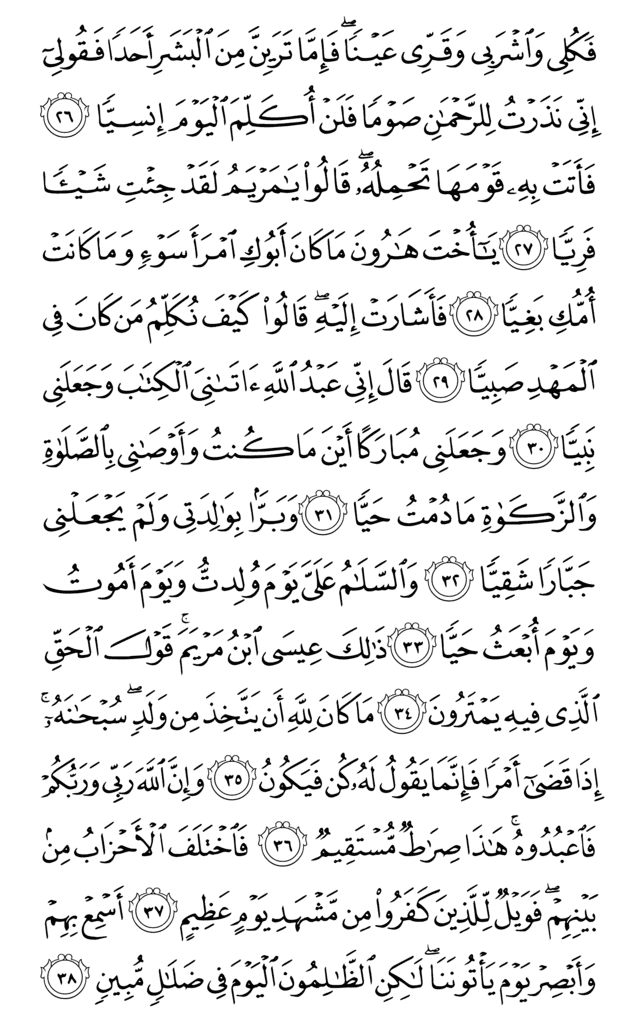 فَكُلِى وَٱشۡرَبِى وَقَرِّى عَيۡنٗاۖ فَإِمَّا تَرَيِنَّ مِنَ ٱلۡبَشَرِ أَحَدٗا فَقُولِيٓ
إِنِّى نَذَرۡتُ لِلرَّحۡمَٰنِ صَوۡمٗا فَلَنۡ أُكَلِّمَ ٱلۡيَوۡمَ إِنسِيّٗا ٢٦
فَأَتَتۡ بِهِۦ قَوۡمَهَا تَحۡمِلُهُۥۖ قَالُواْ يَٰمَرۡيَمُ لَقَدۡ جِئۡتِ شَيۡـٔٗا
فَرِيّٗا ٢٧ يَٰٓأُخۡتَ هَٰرُونَ مَا كَانَ أَبُوكِ ٱمۡرَأَ سَوۡءٖ وَمَا كَانَتۡ
أُمُّكِ بَغِيّٗا ٢٨ فَأَشَارَتۡ إِلَيۡهِۖ قَالُواْ كَيۡفَ نُكَلِّمُ مَن كَانَ فِى
ٱلۡمَهۡدِ صَبِيّٗا ٢٩ قَالَ إِنِّى عَبۡدُ ٱللَّهِ ءَاتَىٰنِىَ ٱلۡكِتَٰبَ وَجَعَلَنِى
نَبِيّٗا ٣٠ وَجَعَلَنِى مُبَارَكًا أَيۡنَ مَا كُنتُ وَأَوۡصَٰنِى بِٱلصَّلَوٰةِ
وَٱلزَّكَوٰةِ مَا دُمۡتُ حَيّٗا ٣١ وَبَرَّۢا بِوَٰلِدَتِى وَلَمۡ يَجۡعَلۡنِى
جَبَّارٗا شَقِيّٗا ٣٢ وَٱلسَّلَٰمُ عَلَىَّ يَوۡمَ وُلِدتُّ وَيَوۡمَ أَمُوتُ
وَيَوۡمَ أُبۡعَثُ حَيّٗا ٣٣ ذَٰلِكَ عِيسَى ٱبۡنُ مَرۡيَمَۚ قَوۡلَ ٱلۡحَقِّ
ٱلَّذِى فِيهِ يَمۡتَرُونَ ٣٤ مَا كَانَ لِلَّهِ أَن يَتَّخِذَ مِن وَلَدٖۖ سُبۡحَٰنَهُۥٓۚ
إِذَا قَضَىٰٓ أَمۡرٗا فَإِنَّمَا يَقُولُ لَهُۥ كُن فَيَكُونُ ٣٥ وَإِنَّ ٱللَّهَ رَبِّى وَرَبُّكُمۡ
فَٱعۡبُدُوهُۚ هَٰذَا صِرَٰطٞ مُّسۡتَقِيمٞ ٣٦ فَٱخۡتَلَفَ ٱلۡأَحۡزَابُ مِنۢ
بَيۡنِهِمۡۖ فَوَيۡلٞ لِّلَّذِينَ كَفَرُواْ مِن مَّشۡهَدِ يَوۡمٍ عَظِيمٍ ٣٧ أَسۡمِعۡ بِهِمۡ
وَأَبۡصِرۡ يَوۡمَ يَأۡتُونَنَاۖ لَٰكِنِ ٱلظَّٰلِمُونَ ٱلۡيَوۡمَ فِى ضَلَٰلٖ مُّبِينٖ ٣٨